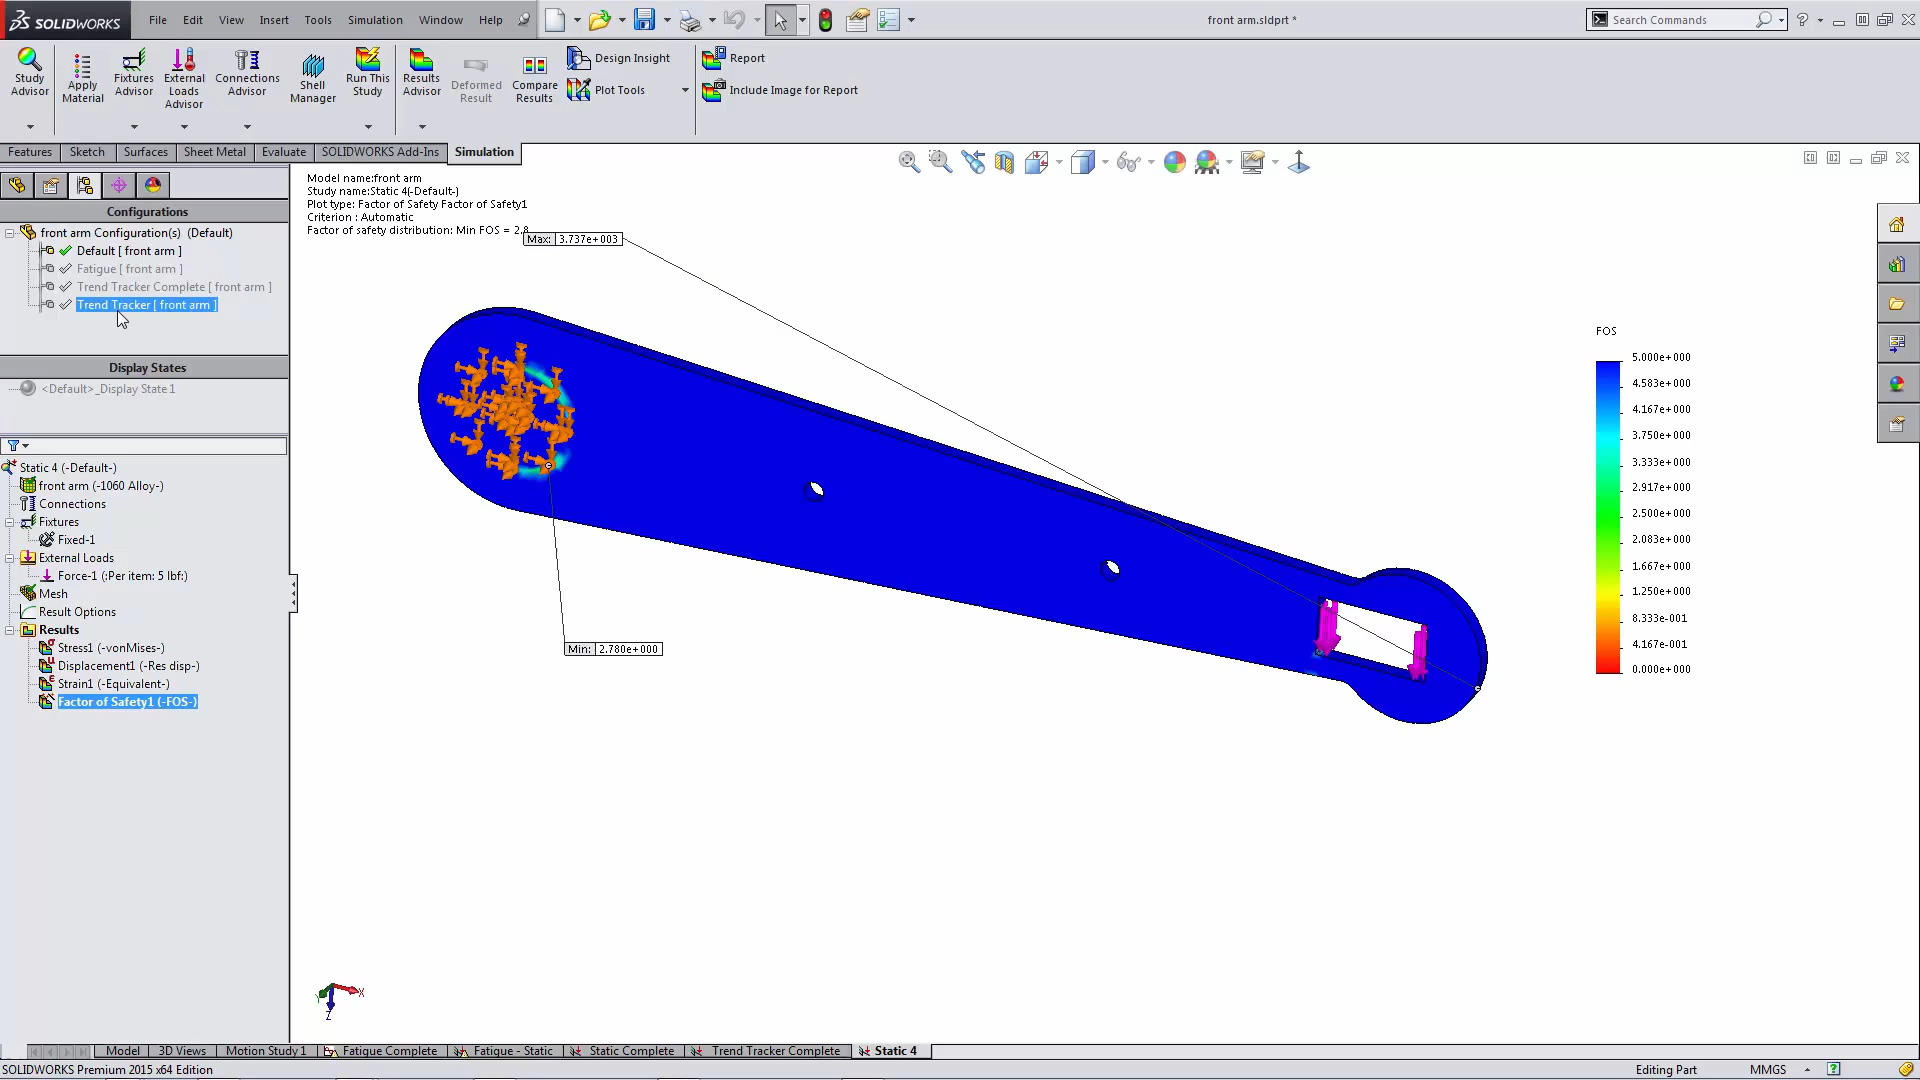 SOLIDWORKS
File
Edit
View
Insert
Tools
Simulation
Window
Help
front arm.sldprt *
Search Commands
Study Advisor
Apply Material
Fixtures Advisor
External Loads Advisor
Connections Advisor
Shell Manager
Run This Study
Results Advisor
Deformed Result
Compare Results
Design Insight
Plot Tools
Report
Include Image for Report
Features
Sketch
Surfaces
Sheet Metal
Evaluate
SOLIDWORKS Add-Ins
Simulation
Configurations
front arm Configuration(s) (Default)
Default [ front arm ]
Fatigue [ front arm ]
Trend Tracker Complete [ front arm ]
Trend Tracker [ front arm ]
Display States
<Default>_Display State 1
Static 4 (-Default-)
front arm (-1060 Alloy-)
Connections
Fixtures
Fixed-1
External Loads
Force-1 (:Per item: 5 lbf:)
Mesh
Result Options
Results
Stress1 (-vonMises-)
Displacement1 (-Res disp-)
Strain1 (-Equivalent-)
Factor of Safety1 (-FOS-)
Model name:front arm
Study name:Static 4(-Default-)
Plot type: Factor of Safety Factor of Safety1
Criterion : Automatic
Factor of safety distribution: Min FOS = 2.8
Max: 3.737e+003
Min: 2.780e+000
FOS
5.000e+000
4.583e+000
4.167e+000
3.750e+000
3.333e+000
2.917e+000
2.500e+000
2.083e+000
1.667e+000
1.250e+000
8.333e-001
4.167e-001
0.000e+000
X
Y
Z
Model
3D Views
Motion Study 1
Fatigue Complete
Fatigue - Static
Static Complete
Trend Tracker Complete
Static 4
SOLIDWORKS Premium 2015 x64 Edition
Editing Part
MMGS